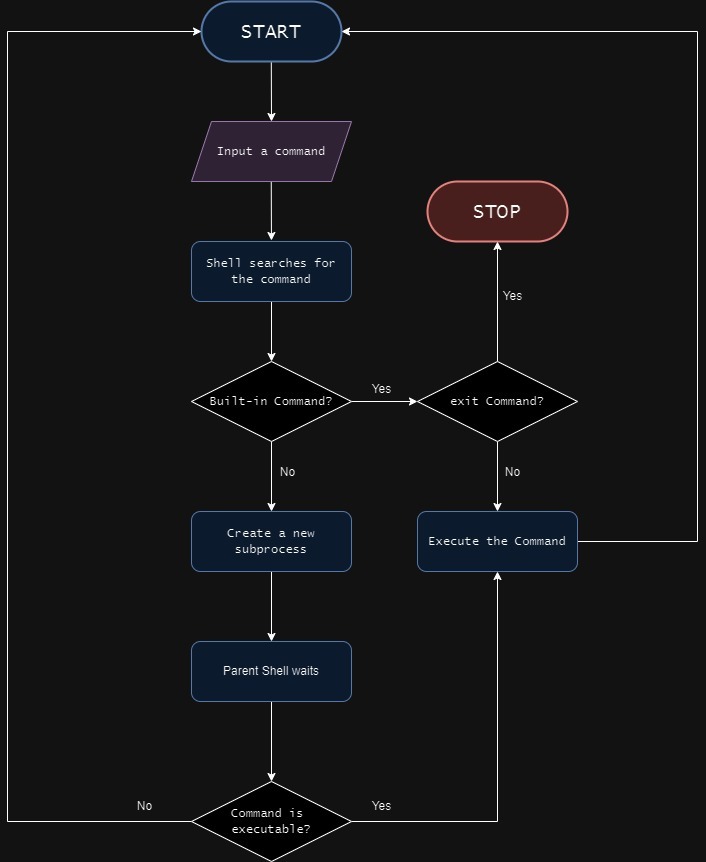 START
Input a command
Shell searches for
the command
STOP
Yes
Built-in Command?
Yes
exit Command?
No
No
Create a new
subprocess
Execute the Command
Parent Shell waits
No
Command is
executable?
Yes